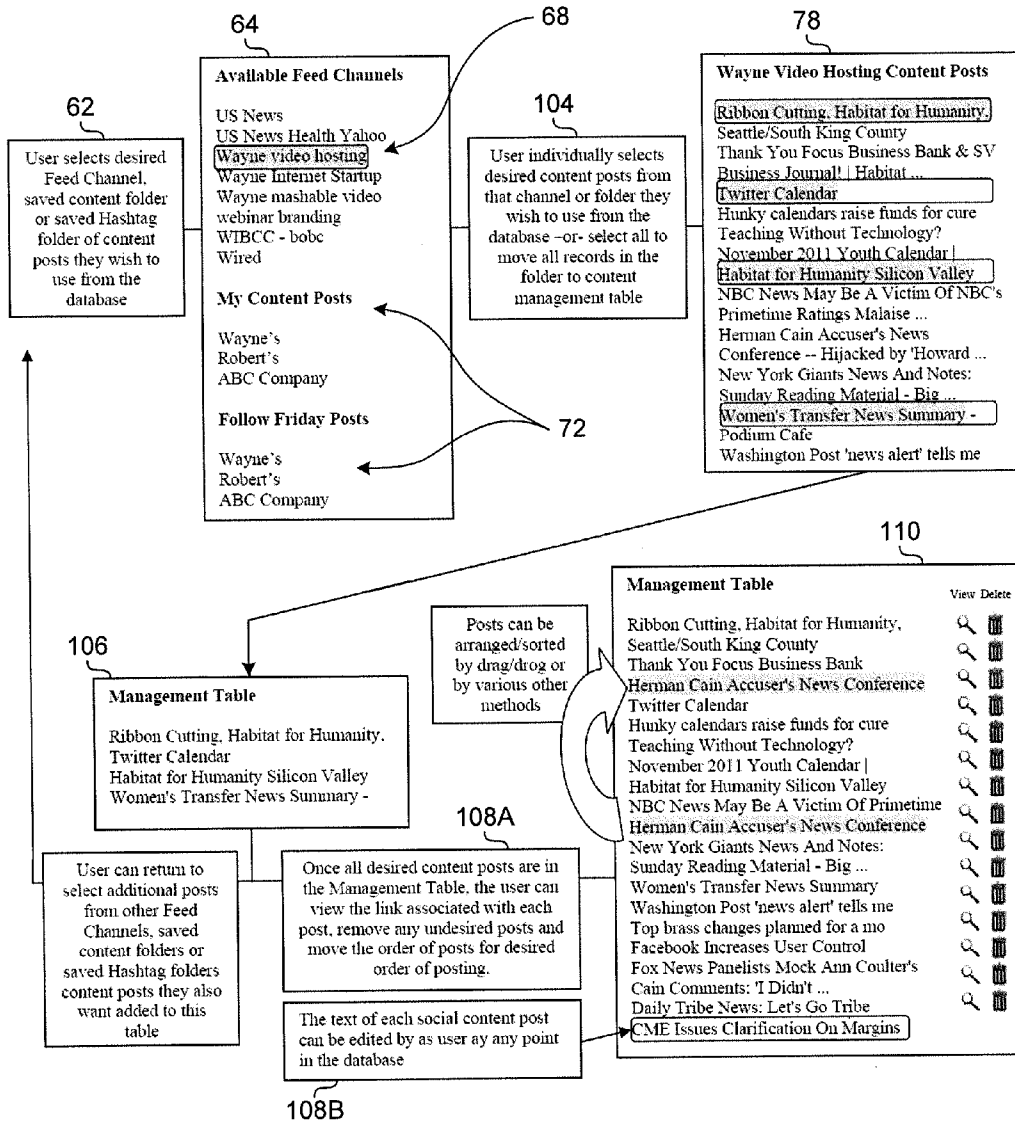 64
68
78
62
104
User selects desired
Feed Channel,
saved content folder
or saved Hashtag
folder of content
posts they wish to
use from the
database
Available Feed Channels
US News
US News Health Yahoo
Wayne video hosting
Wayne Internet Startup
Wayne mashable video
webinar branding
WIBCC - bobc
Wired
My Content Posts
Wayne's
Robert's
ABC Company
Follow Friday Posts
Wayne's
Robert's
ABC Company
72
User individually selects
desired content posts from
that channel or folder they
wish to use from the
database –or- select all to
move all records in the
folder to content
management table
Wayne Video Hosting Content Posts
Ribbon Cutting, Habitat for Humanity,
Seattle/South King County
Thank You Focus Business Bank & SV
Business Journal! | Habitat ...
Twitter Calendar
Hunky calendars raise funds for cure
Teaching Without Technology?
November 2011 Youth Calendar |
Habitat for Humanity Silicon Valley
NBC News May Be A Victim Of NBC's
Primetime Ratings Malaise ...
Herman Cain Accuser's News
Conference -- Hijacked by 'Howard ...
New York Giants News And Notes:
Sunday Reading Material - Big ...
Women's Transfer News Summary -
Podium Cafe
Washington Post 'news alert' tells me
106
Management Table
Ribbon Cutting, Habitat for Humanity,
Twitter Calendar
Habitat for Humanity Silicon Valley
Women's Transfer News Summary -
Posts can be
arranged/sorted
by drag/drog or
by various other
methods
110
Management Table
View Delete
Ribbon Cutting, Habitat for Humanity,
Seattle/South King County
Thank You Focus Business Bank
Herman Cain Accuser's News Conference
Twitter Calendar
Hunky calendars raise funds for cure
Teaching Without Technology?
November 2011 Youth Calendar |
Habitat for Humanity Silicon Valley
NBC News May Be A Victim Of Primetime
Herman Cain Accuser's News Conference
New York Giants News And Notes:
Sunday Reading Material - Big ...
Women's Transfer News Summary
Washington Post 'news alert' tells me
Top brass changes planned for a mo
Facebook Increases User Control
Fox News Panelists Mock Ann Coulter's
Cain Comments: 'I Didn't ...
Daily Tribe News: Let's Go Tribe
CME Issues Clarification On Margins
User can return to
select additional posts
from other Feed
Channels, saved
content folders or
saved Hashtag folders
content posts they also
want added to this
table
108A
Once all desired content posts are in
the Management Table, the user can
view the link associated with each
post, remove any undesired posts and
move the order of posts for desired
order of posting.
The text of each social content post
can be edited by as user ay any point
in the database
108B